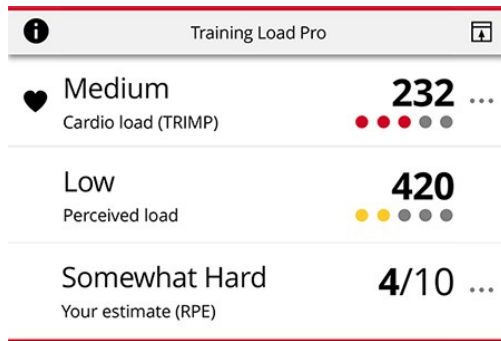 Training Load Pro
Medium 232 ...
Cardio load (TRIMP)
Low 420
Perceived load
Somewhat Hard 4/10 ...
Your estimate (RPE)